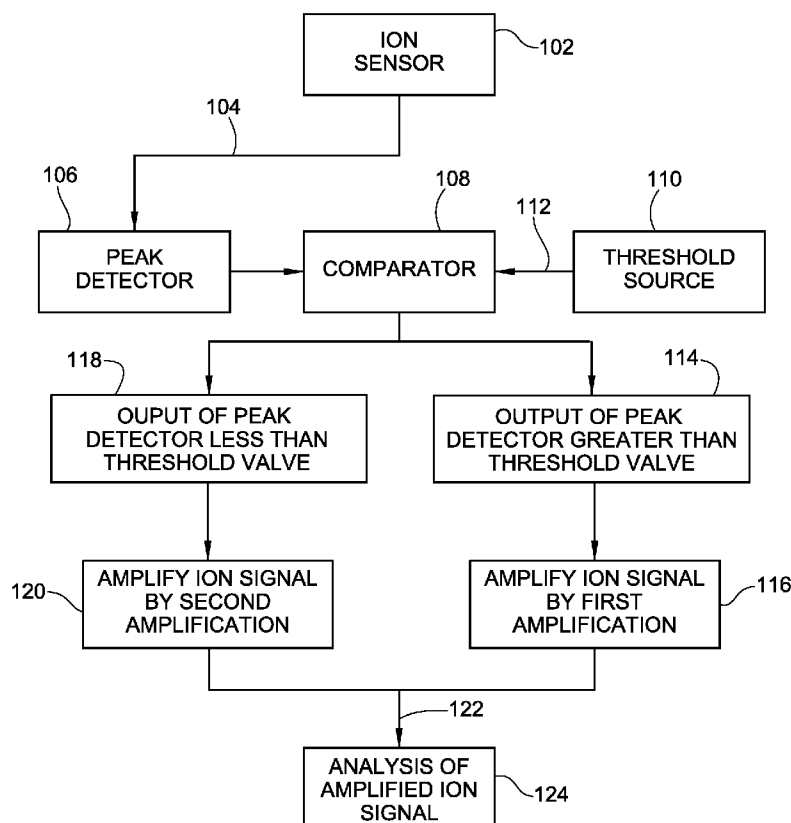 ION
SENSOR
102
104
106
108
110
112
PEAK
DETECTOR
COMPARATOR
THRESHOLD
SOURCE
118
114
OUPUT OF PEAK
DETECTOR LESS THAN
THRESHOLD VALVE
OUTPUT OF PEAK
DETECTOR GREATER THAN
THRESHOLD VALVE
120
AMPLIFY ION SIGNAL
BY SECOND
AMPLIFICATION
AMPLIFY ION SIGNAL
BY FIRST
AMPLIFICATION
116
122
ANALYSIS OF
AMPLIFIED ION
SIGNAL
124